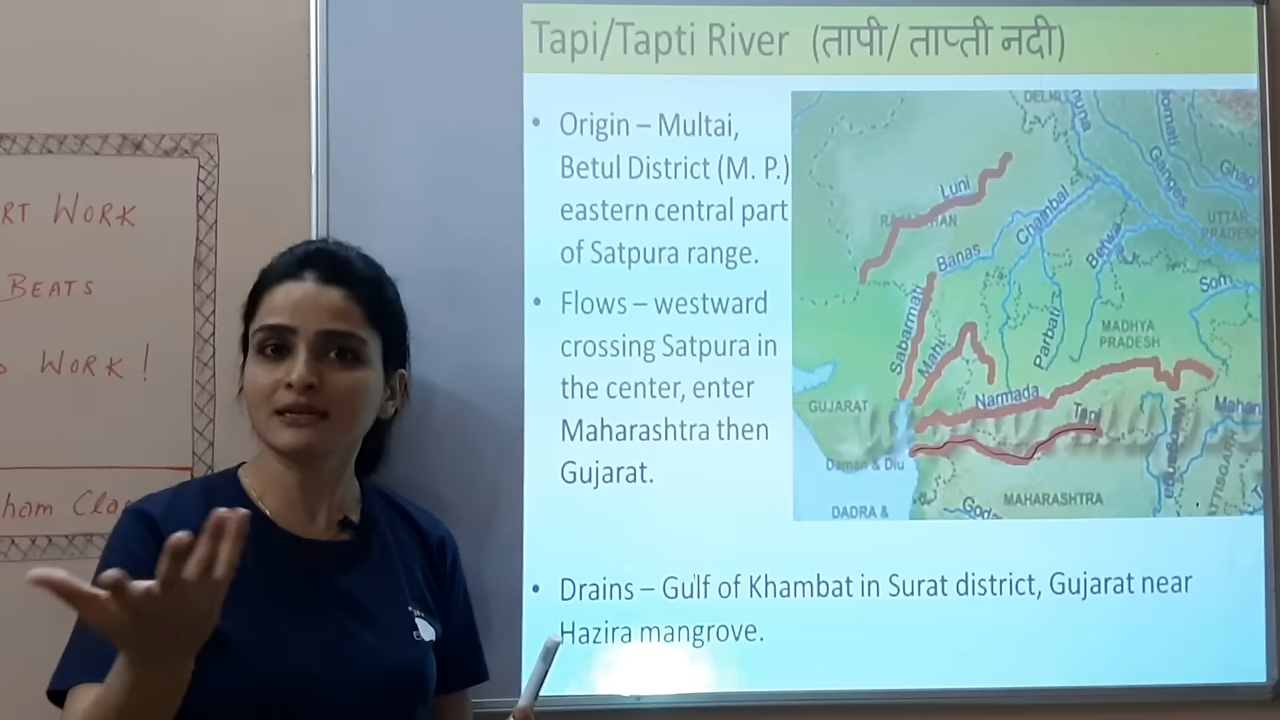 RT WORK
BEATS
WORK!
ham Cla
Tapi/Tapti River (तापी/ ताप्ती नदी)
• Origin – Multai,
Betul District (M. P.)
eastern central part
of Satpura range.
• Flows – westward
crossing Satpura in
the center, enter
Maharashtra then
Gujarat.
• Drains – Gulf of Khambat in Surat district, Gujarat near
Hazira mangrove.
DELHI
Ganges
Luni
Chambal
Betwa
UTTAR
PRADESH
Banas
Som
Sabarmati
Mahi
Parbati
MADHYA
PRADESH
Narmada
GUJARAT
Tapi
Mahan
Daman & Diu
MAHARASHTRA
DADRA &
Goda